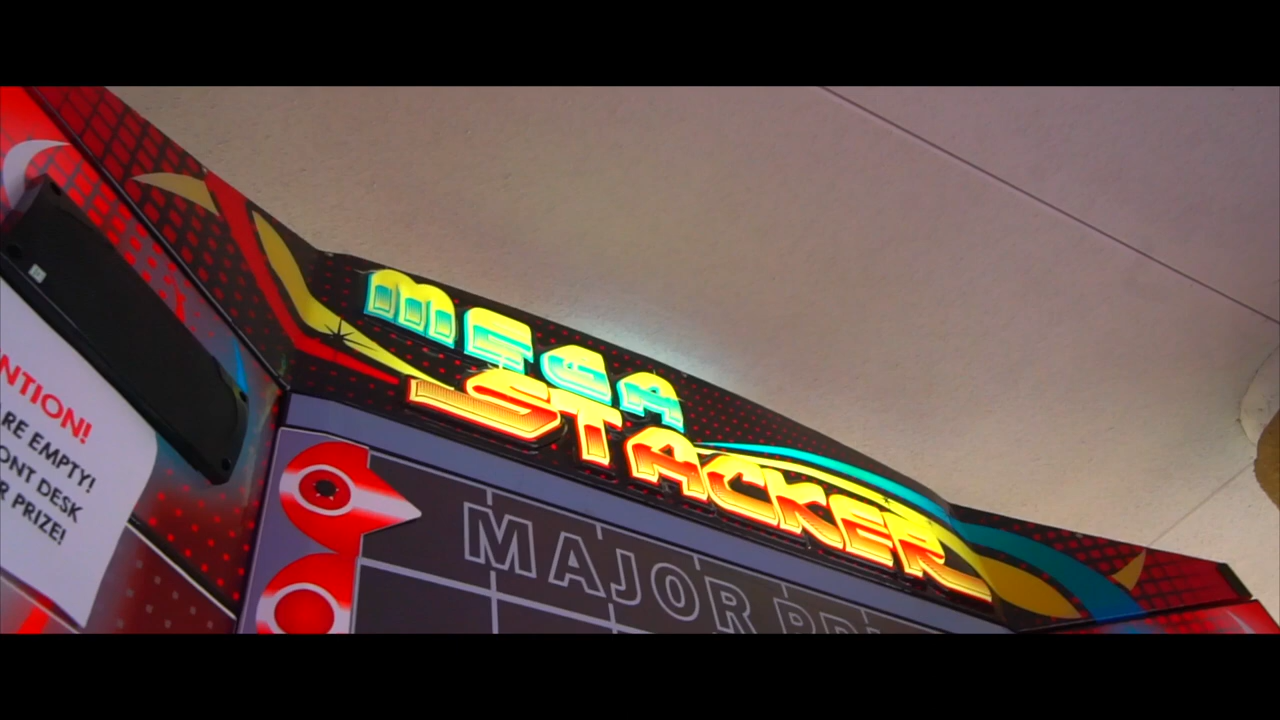 MEGA
STACKER
MAJOR
NTION!
RE EMPTY!
ONT DESK
R PRIZE!